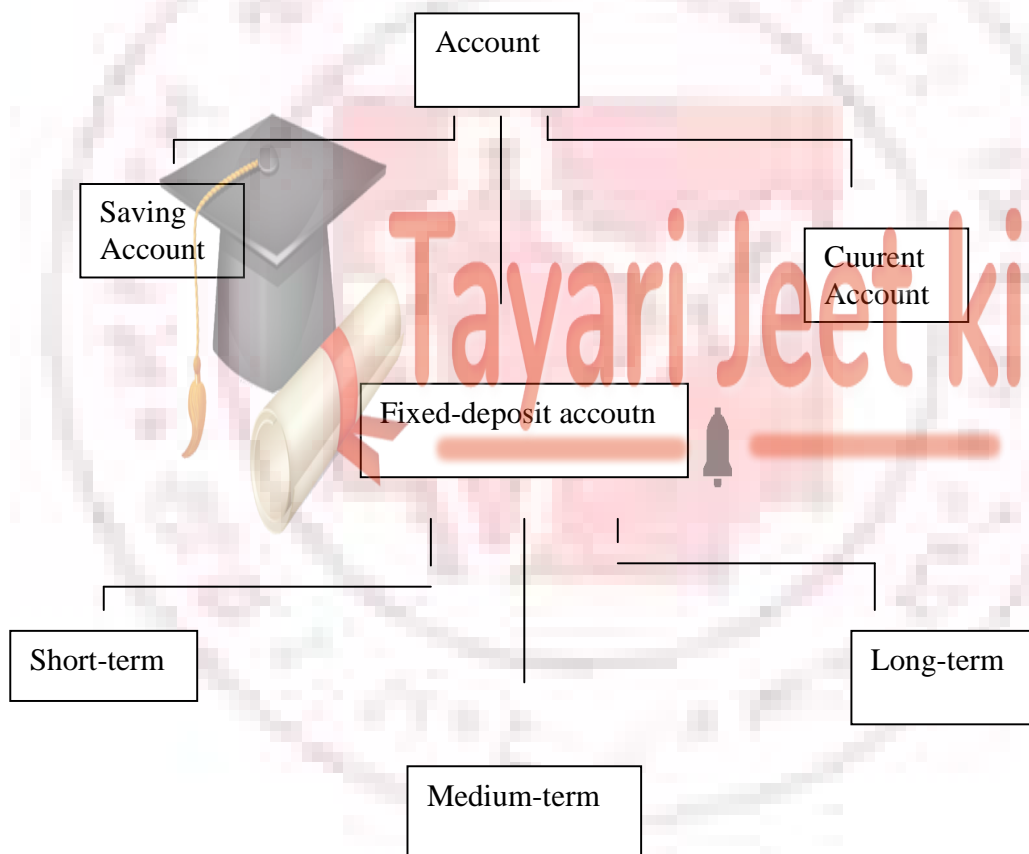 Account
Saving
Account
Cuurent
Account
Tayari Jeet ki
Fixed-deposit accoutn
Short-term
Long-term
Medium-term